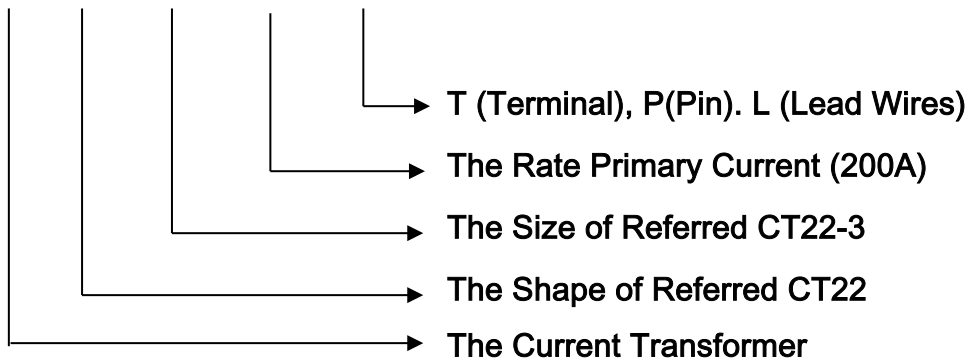 T (Terminal), P(Pin). L (Lead Wires)
The Rate Primary Current (200A)
The Size of Referred CT22-3
The Shape of Referred CT22
The Current Transformer